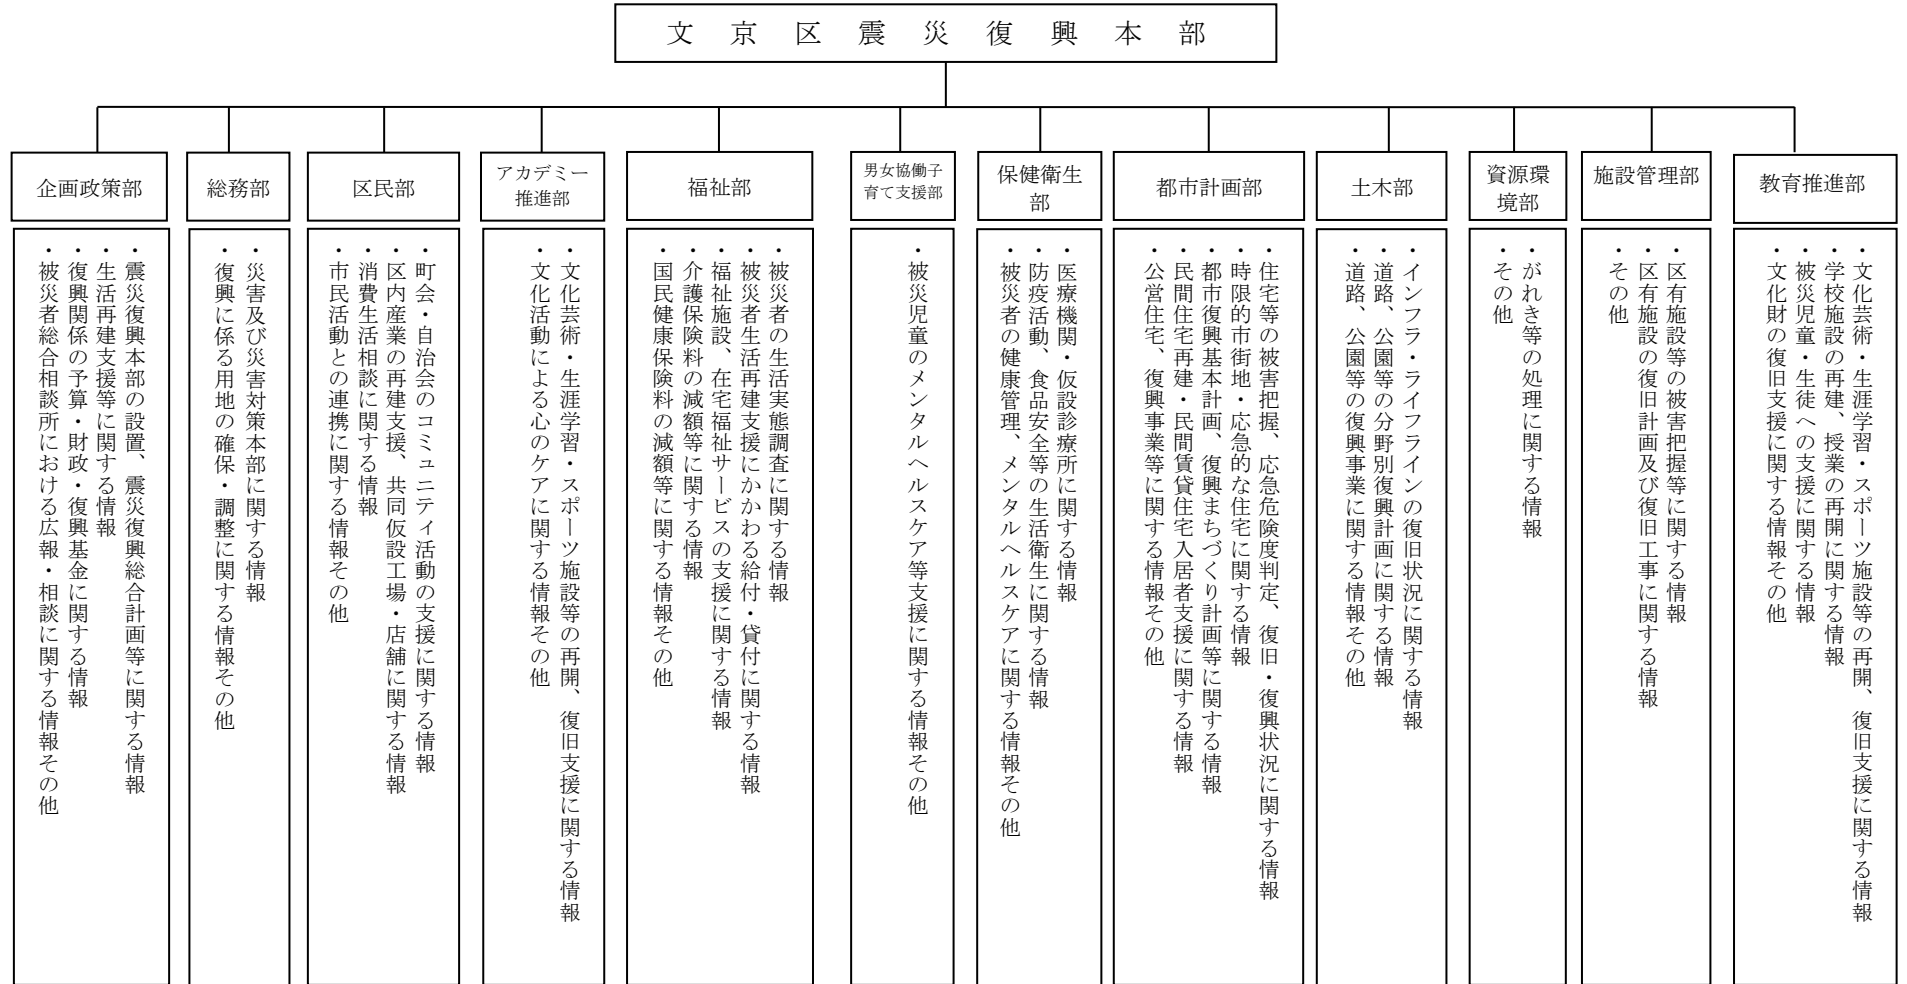 文京区震災復興本部
企画政策部
・震災復興本部の設置、震災復興総合計画等に関する情報
・生活再建支援等に関する情報
・復興関係の予算・財政・復興基金に関する情報
・被災者総合相談所における広報・相談に関する情報その他
総務部
・災害及び災害対策本部に関する情報
・復興に係る用地の確保・調整に関する情報その他
区民部
・町会・自治会のコミュニティ活動の支援に関する情報
・区内産業の再建支援、共同仮設工場・店舗に関する情報
・消費生活相談に関する情報
・市民活動との連携に関する情報その他
アカデミー
推進部
・文化芸術・生涯学習・スポーツ施設等の再開、復旧支援に関する情報
・文化活動による心のケアに関する情報その他
福祉部
・被災者の生活実態調査に関する情報
・被災者生活再建支援にかかわる給付・貸付に関する情報
・福祉施設、在宅福祉サービスの支援に関する情報
・介護保険料の減額等に関する情報
・国民健康保険料の減額等に関する情報その他
男女協働子
育て支援部
・被災児童のメンタルヘルスケア等支援に関する情報その他
保健衛生
部
・医療機関・仮設診療所に関する情報
・防疫活動、食品安全等の生活衛生に関する情報
・被災者の健康管理、メンタルヘルスケアに関する情報その他
都市計画部
・住宅等の被害把握、応急危険度判定、復旧・復興状況に関する情報
・時限的市街地・応急的な住宅に関する情報
・都市復興基本計画、復興まちづくり計画等に関する情報
・民間住宅再建・民間賃貸住宅入居者支援に関する情報
・公営住宅、復興事業等に関する情報その他
土木部
・インフラ・ライフラインの復旧状況に関する情報
・道路、公園等の分野別復興計画に関する情報
・道路、公園等の復興事業に関する情報その他
資源環
境部
・がれき等の処理に関する情報
・その他
施設管理部
・区有施設等の被害把握等に関する情報
・区有施設の復旧計画及び復旧工事に関する情報
・その他
教育推進部
・文化芸術・生涯学習・スポーツ施設等の再開、復旧支援に関する情報
・学校施設の再建、授業の再開に関する情報
・被災児童・生徒への支援に関する情報
・文化財の復旧支援に関する情報その他